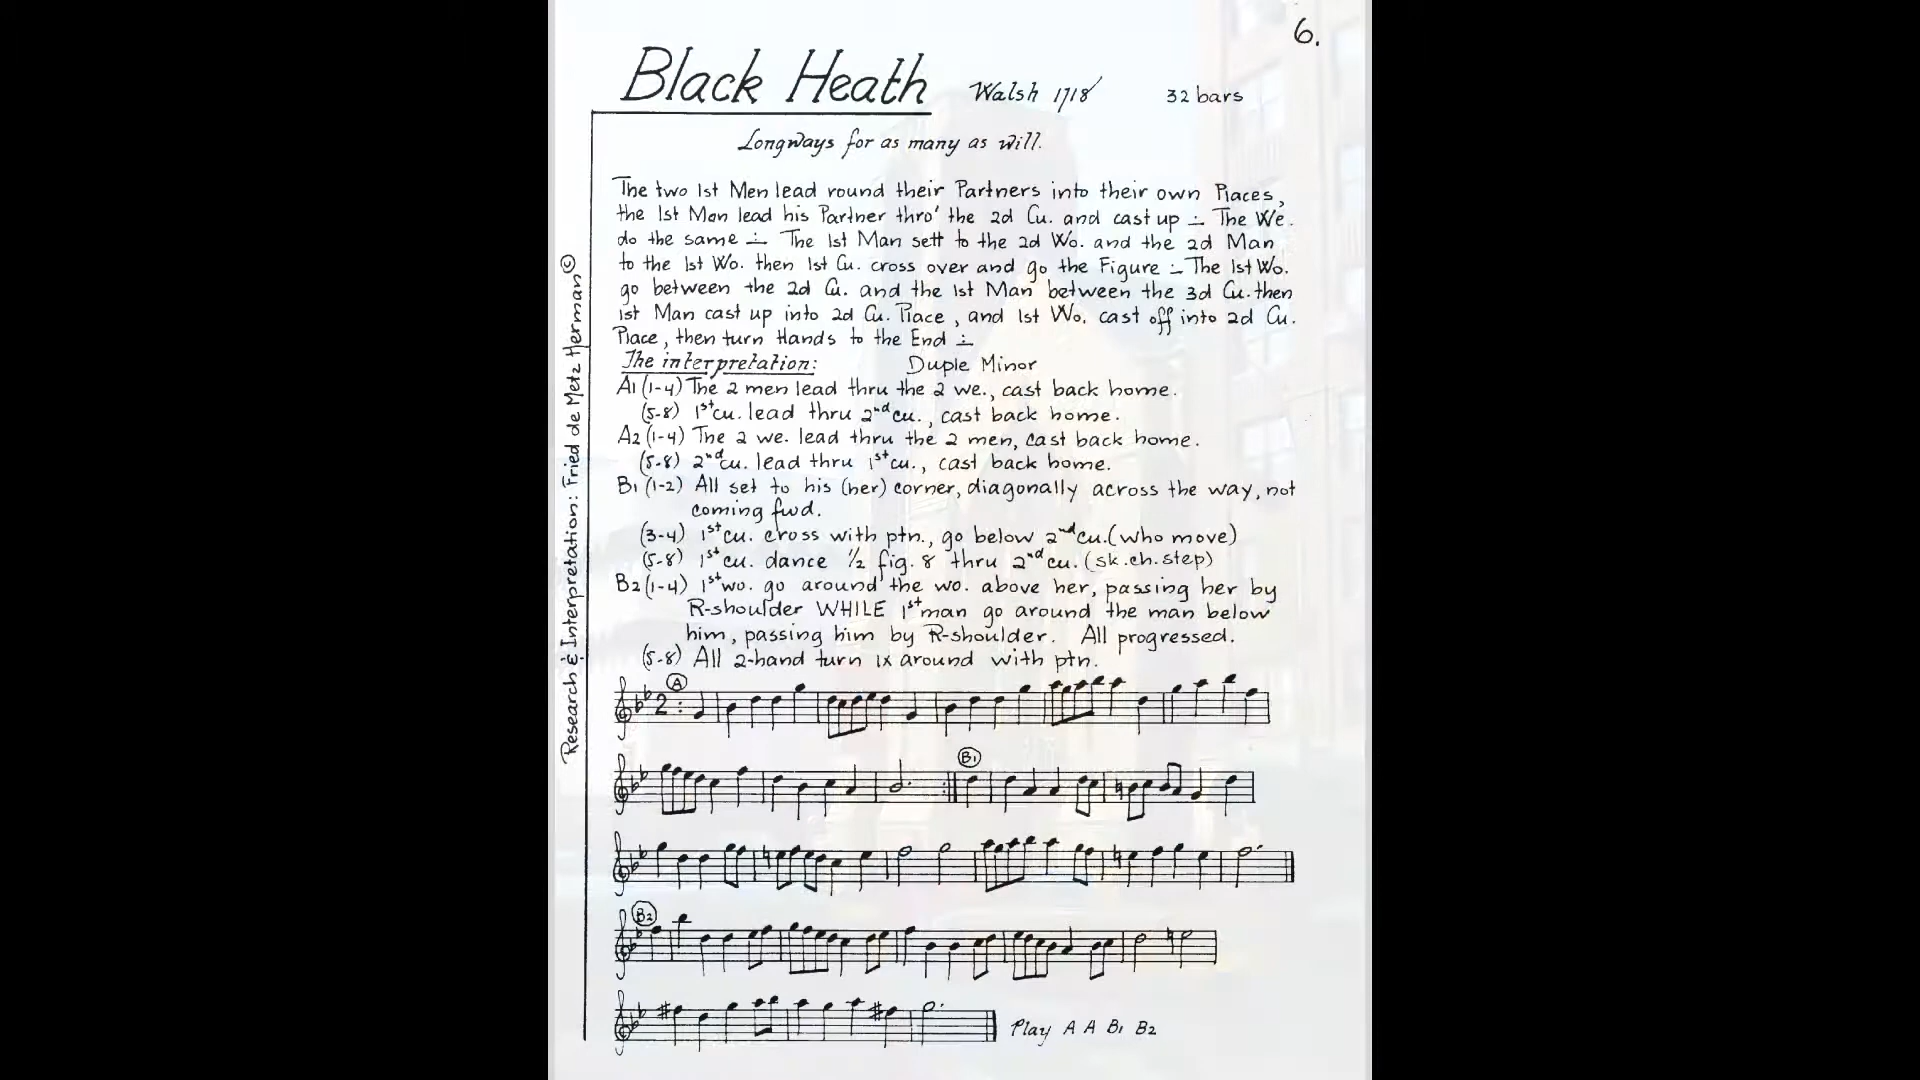 6.
Black Heath Walsh 1718 32 bars
Longways for as many as will.
The two 1st Men lead round their Partners into their own Places,
the 1st Man lead his Partner thro' the 2d Cu. and cast up ∸ The We.
do the same ∸ The 1st Man sett to the 2d Wo. and the 2d Man
to the 1st Wo. then 1st Cu. cross over and go the Figure ∸ The 1st Wo.
go between the 2d Cu. and the 1st Man between the 3d Cu. then
1st Man cast up into 2d Cu. Place, and 1st Wo. cast off into 2d Cu.
Place, then turn Hands to the End ∸
The interpretation: Duple Minor
A1 (1-4) The 2 men lead thru the 2 we., cast back home.
(5-8) 1st cu. lead thru 2nd cu., cast back home.
A2 (1-4) The 2 we. lead thru the 2 men, cast back home.
(5-8) 2nd cu. lead thru 1st cu., cast back home.
B1 (1-2) All set to his (her) corner, diagonally across the way, not
coming fwd.
(3-4) 1st cu. cross with ptn., go below 2nd cu. (who move)
(5-8) 1st cu. dance 1/2 fig. 8 thru 2nd cu. (sk.ch.step)
B2 (1-4) 1st wo. go around the wo. above her, passing her by
R-shoulder WHILE 1st man go around the man below
him, passing him by R-shoulder. All progressed.
(5-8) All 2-hand turn 1x around with ptn.
Research & Interpretation: Fried de Metz Herman ©
A
2
B1
B2
Play A A B1 B2